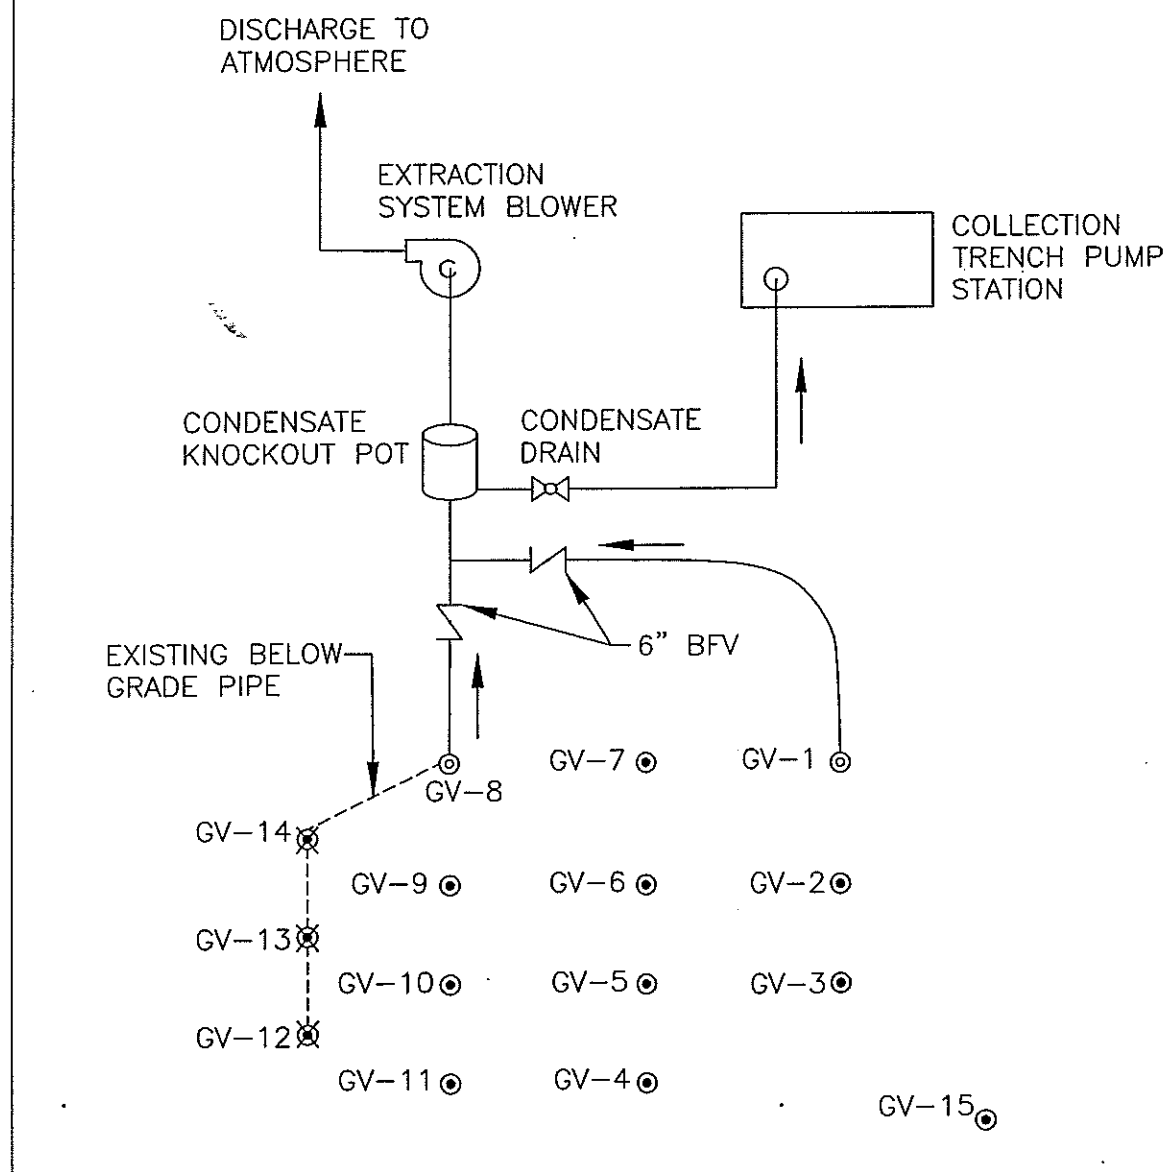 DISCHARGE TO
ATMOSPHERE
EXTRACTION
SYSTEM BLOWER
COLLECTION
TRENCH PUMP
STATION
CONDENSATE
KNOCKOUT POT
CONDENSATE
DRAIN
6" BFV
EXISTING BELOW
GRADE PIPE
GV-7
GV-1
GV-8
GV-14
GV-9
GV-6
GV-2
GV-13
GV-10
GV-5
GV-3
GV-12
GV-11
GV-4
GV-15